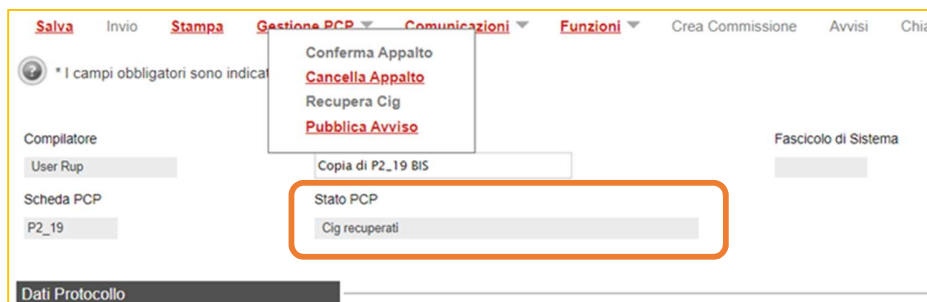 Salva Invio Stampa Gestione PCP Comunicazioni Funzioni Crea Commissione Avvisi
Conferma Appalto
* I campi obbligatori sono
Cancella Appalto
Recupera Cig
Pubblica Avviso
Compilatore Fascicolo di Sistema
User Rup Copia di P2_19 BIS
Scheda PCP Stato PCP
P2_19 Cig recuperati
Dati Protocollo